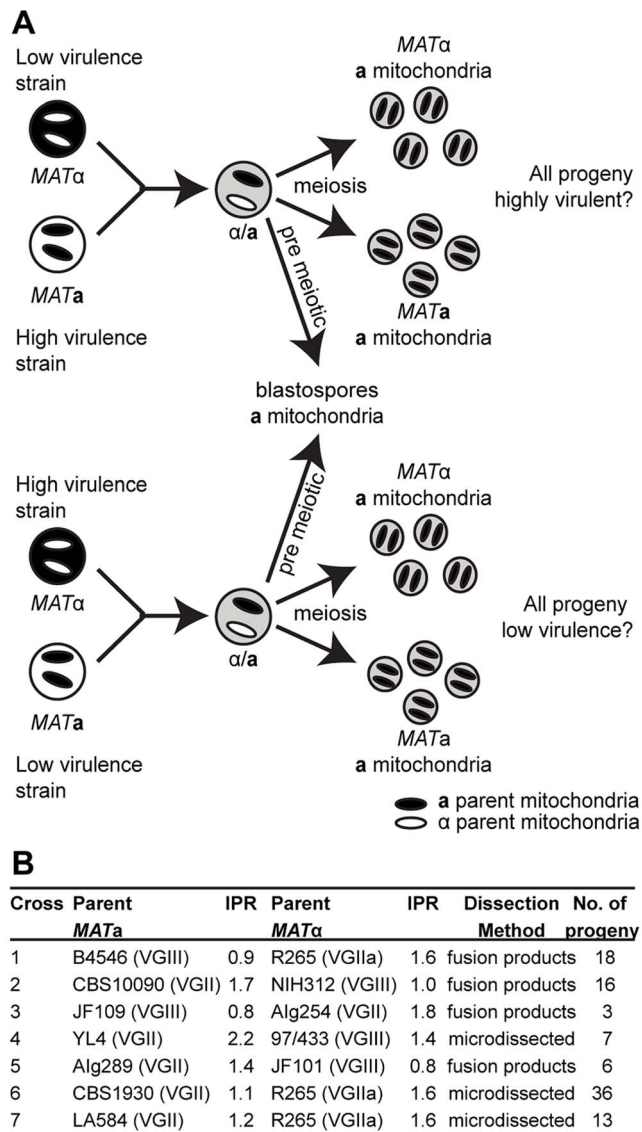 A
Low virulence
strain
MATα
MATa
High virulence
strain
α/a
meiosis
pre meiotic
MATα
a mitochondria
MATa
a mitochondria
All progeny
highly virulent?
blastospores
a mitochondria
High virulence
strain
MATα
MATa
Low virulence
strain
α/a
pre meiotic
meiosis
MATα
a mitochondria
MATa
a mitochondria
All progeny
low virulence?
a parent mitochondria
α parent mitochondria
B
Cross Parent IPR Parent IPR Dissection No. of
MATa MATα Method progeny
1 B4546 (VGIII) 0.9 R265 (VGIIa) 1.6 fusion products 18
2 CBS10090 (VGII) 1.7 NIH312 (VGIII) 1.0 fusion products 16
3 JF109 (VGIII) 0.8 Alg254 (VGII) 1.8 fusion products 3
4 YL4 (VGII) 2.2 97/433 (VGIII) 1.4 microdissected 7
5 Alg289 (VGII) 1.4 JF101 (VGIII) 0.8 fusion products 6
6 CBS1930 (VGII) 1.1 R265 (VGIIa) 1.6 microdissected 36
7 LA584 (VGII) 1.2 R265 (VGIIa) 1.6 microdissected 13